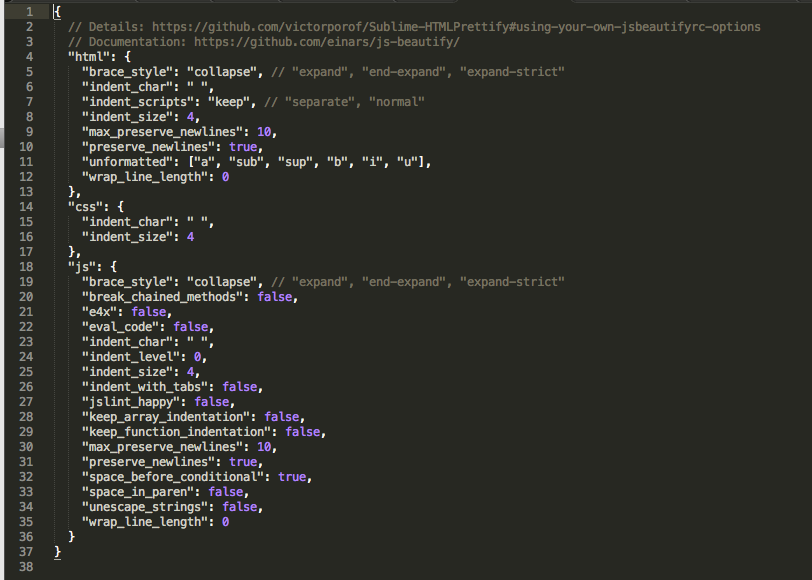 1 {
2   // Details: https://github.com/victorporof/Sublime-HTMLPrettify#using-your-own-jsbeautifyrc-options
3   // Documentation: https://github.com/einars/js-beautify/
4   "html": {
5     "brace_style": "collapse", // "expand", "end-expand", "expand-strict"
6     "indent_char": " ",
7     "indent_scripts": "keep", // "separate", "normal"
8     "indent_size": 4,
9     "max_preserve_newlines": 10,
10     "preserve_newlines": true,
11     "unformatted": ["a", "sub", "sup", "b", "i", "u"],
12     "wrap_line_length": 0
13   },
14   "css": {
15     "indent_char": " ",
16     "indent_size": 4
17   },
18   "js": {
19     "brace_style": "collapse", // "expand", "end-expand", "expand-strict"
20     "break_chained_methods": false,
21     "e4x": false,
22     "eval_code": false,
23     "indent_char": " ",
24     "indent_level": 0,
25     "indent_size": 4,
26     "indent_with_tabs": false,
27     "jslint_happy": false,
28     "keep_array_indentation": false,
29     "keep_function_indentation": false,
30     "max_preserve_newlines": 10,
31     "preserve_newlines": true,
32     "space_before_conditional": true,
33     "space_in_paren": false,
34     "unescape_strings": false,
35     "wrap_line_length": 0
36   }
37 }
38